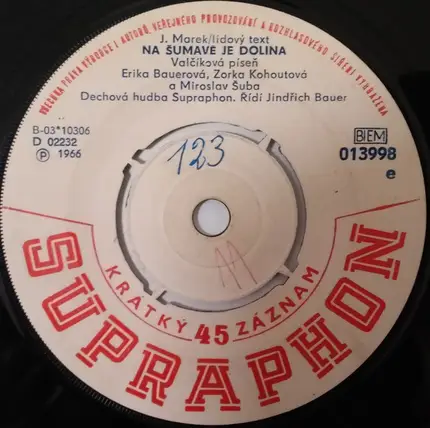 VŠECHNA PRÁVA VÝROBCE I AUTORŮ, VEŘEJNÉHO PROVOZOVÁNÍ A ROZHLASOVÉHO ŠÍŘENÍ VYHRAZENA
J. Marek/lidový text
NA ŠUMAVĚ JE DOLINA
Valčíková píseň
Erika Bauerová, Zorka Kohoutová
a Miroslav Šuba
Dechová hudba Supraphon. Řídí Jindřich Bauer
B-03*10306
D 02232
Ⓟ 1966
BIEM
013998
e
123
KRÁTKÝ 45 ZÁZNAM
SUPRAPHON